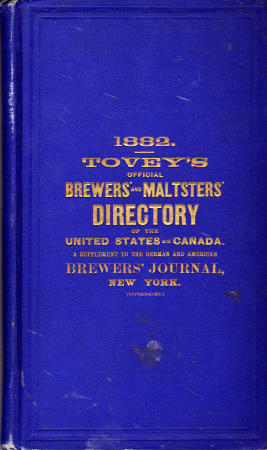 1882.
TOVEY'S
OFFICIAL
BREWERS' AND MALTSTERS'
DIRECTORY
OF THE
UNITED STATES AND CANADA.
A SUPPLEMENT TO THE GERMAN AND AMERICAN
BREWERS' JOURNAL,
NEW YORK.
(COPYRIGHTED.)